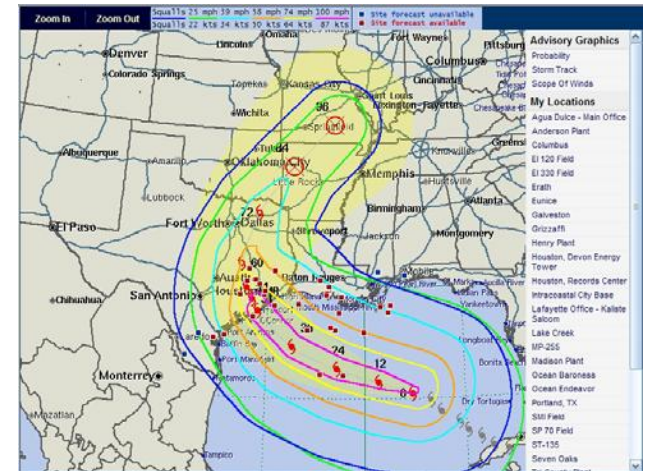 Zoom In Zoom Out
Squalls 25 mph 39 mph 58 mph 74 mph 100 mph
Squalls 22 kts 34 kts 50 kts 64 kts 87 kts
Site forecast unavailable
Site forecast available
Advisory Graphics
Probability
Storm Track
Scope Of Winds
My Locations
Agua Dulce - Main Office
Anderson Plant
Columbus
EI 120 Field
EI 330 Field
Erath
Eunice
Galveston
Grizzaffi
Henry Plant
Houston, Devon Energy
Tower
Houston, Records Center
Intracoastal City Base
Lafayette Office - Kaliste
Saloom
Lake Creek
MP-255
Madison Plant
Ocean Baroness
Ocean Endeavor
Portland, TX
SMI Field
SP 70 Field
ST-135
Seven Oaks
Denver
Lincoln
Omaha
Fort Wayne
Pittsburg
Colorado Springs
Topeka
Kansas City
Columbus
Cincinnati
Saint Louis
Lexington-Fayette
Wichita
96
Springfield
Albuquerque
Amarillo
Tulsa
84
Oklahoma City
Knoxville
Little Rock
Memphis
Huntsville
Lubbock
Birmingham
Atlanta
El Paso
Fort Worth
Dallas
72
Shreveport
Jackson
Montgomery
60
Austin
Baton Rouge
Mobile
San Antonio
Houston
Chihuahua
Laredo
36
24
12
0
Port Mansfield
Matamoros
Monterrey
Mazatlan
Tampico
Dry Tortugas
Longboat
Bonita
Yankeetown